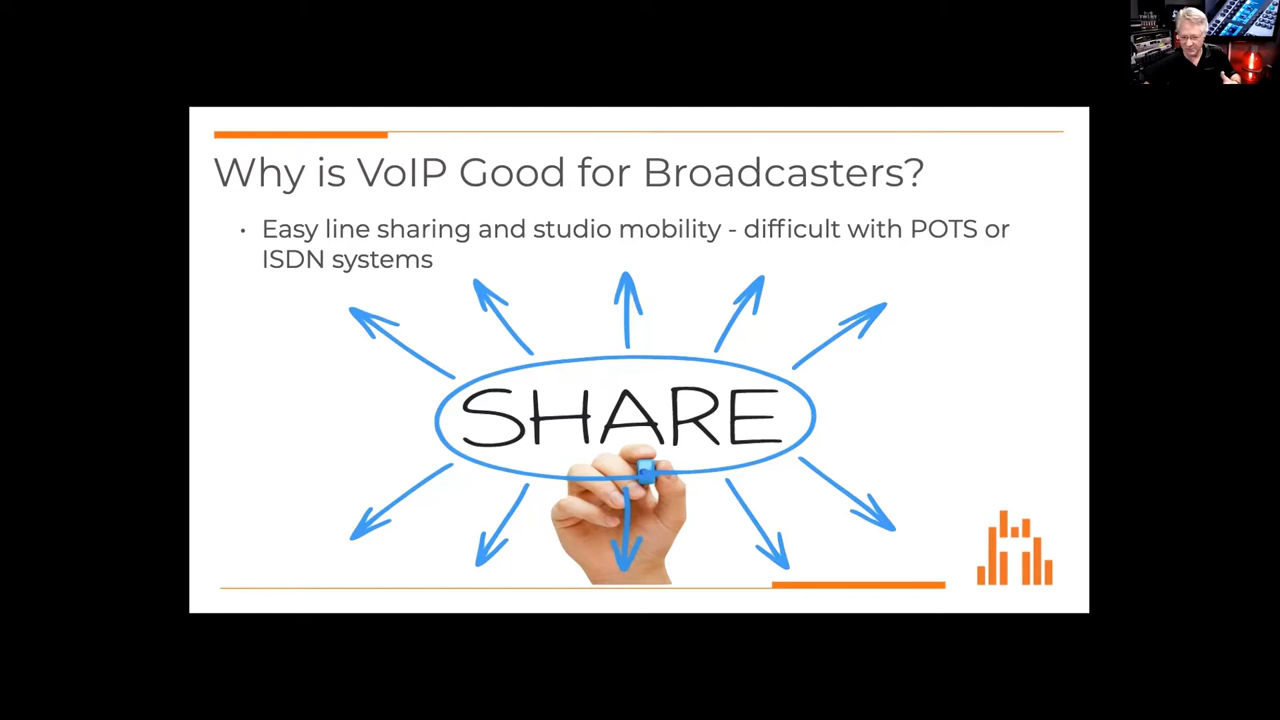 Why is VoIP Good for Broadcasters?
• Easy line sharing and studio mobility - difficult with POTS or
ISDN systems
SHARE